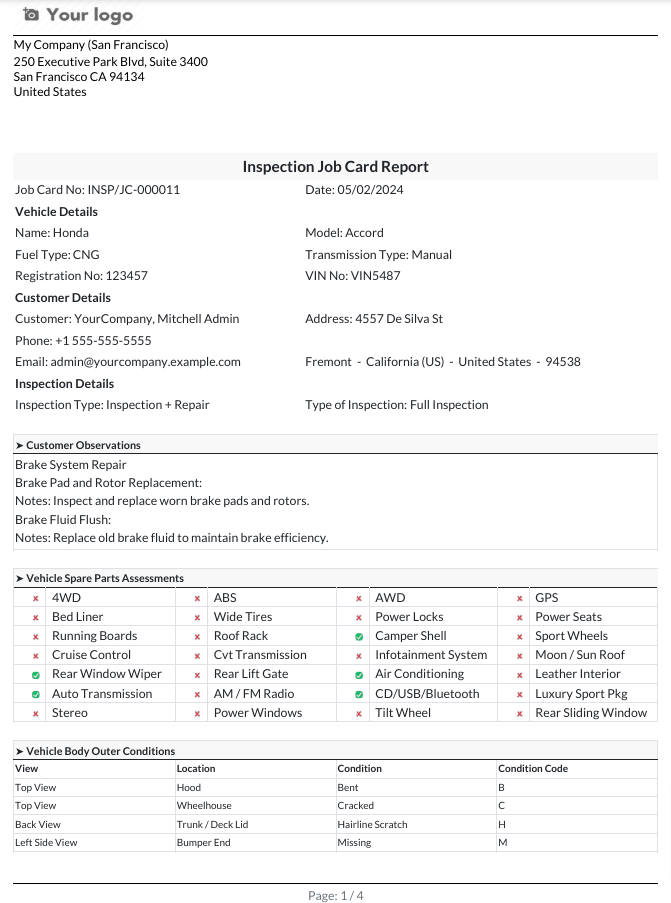 Your logo
My Company (San Francisco)
250 Executive Park Blvd, Suite 3400
San Francisco CA 94134
United States
Inspection Job Card Report
Job Card No: INSP/JC-000011 Date: 05/02/2024
Vehicle Details
Name: Honda Model: Accord
Fuel Type: CNG Transmission Type: Manual
Registration No: 123457 VIN No: VIN5487
Customer Details
Customer: YourCompany, Mitchell Admin Address: 4557 De Silva St
Phone: +1 555-555-5555
Email: admin@yourcompany.example.com Fremont - California (US) - United States - 94538
Inspection Details
Inspection Type: Inspection + Repair Type of Inspection: Full Inspection
➤ Customer Observations
Brake System Repair
Brake Pad and Rotor Replacement:
Notes: Inspect and replace worn brake pads and rotors.
Brake Fluid Flush:
Notes: Replace old brake fluid to maintain brake efficiency.
➤ Vehicle Spare Parts Assessments
4WD ABS AWD GPS
Bed Liner Wide Tires Power Locks Power Seats
Running Boards Roof Rack Camper Shell Sport Wheels
Cruise Control Cvt Transmission Infotainment System Moon / Sun Roof
Rear Window Wiper Rear Lift Gate Air Conditioning Leather Interior
Auto Transmission AM / FM Radio CD/USB/Bluetooth Luxury Sport Pkg
Stereo Power Windows Tilt Wheel Rear Sliding Window
➤ Vehicle Body Outer Conditions
View Location Condition Condition Code
Top View Hood Bent B
Top View Wheelhouse Cracked C
Back View Trunk / Deck Lid Hairline Scratch H
Left Side View Bumper End Missing M
Page: 1 / 4